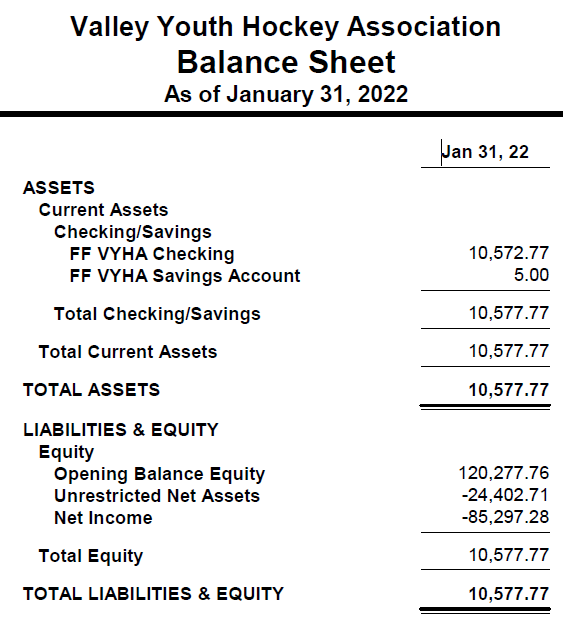 Valley Youth Hockey Association
Balance Sheet
As of January 31, 2022
Jan 31, 22
ASSETS
Current Assets
Checking/Savings
FF VYHA Checking 10,572.77
FF VYHA Savings Account 5.00
Total Checking/Savings 10,577.77
Total Current Assets 10,577.77
TOTAL ASSETS 10,577.77
LIABILITIES & EQUITY
Equity
Opening Balance Equity 120,277.76
Unrestricted Net Assets -24,402.71
Net Income -85,297.28
Total Equity 10,577.77
TOTAL LIABILITIES & EQUITY 10,577.77